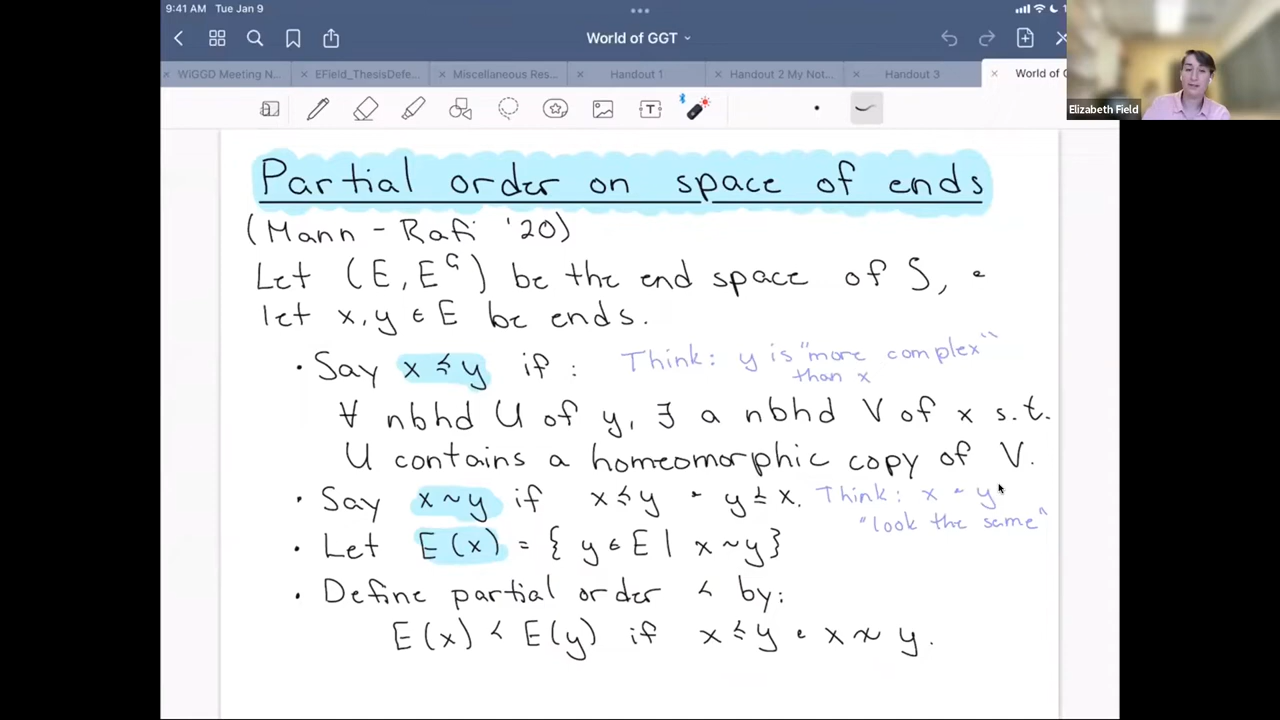 9:41 AM Tue Jan 9
World of GGT
WiGGD Meeting N...
EField_ThesisDefe...
Miscellaneous Res...
Handout 1
Handout 2 My Not...
Handout 3
World of
Elizabeth Field
Partial order on space of ends
(Mann - Rafi '20)
Let (E, E^G) be the end space of S, &
let x, y ∈ E be ends.
• Say x ≼ y if : Think: y is "more complex"
than x
∀ nbhd U of y, ∃ a nbhd V of x s.t.
U contains a homeomorphic copy of V.
• Say x ~ y if x ≼ y & y ≼ x. Think: x & y
"look the same"
• Let E(x) = { y ∈ E | x ~ y }
• Define partial order < by:
E(x) < E(y) if x ≼ y & x ≁ y.